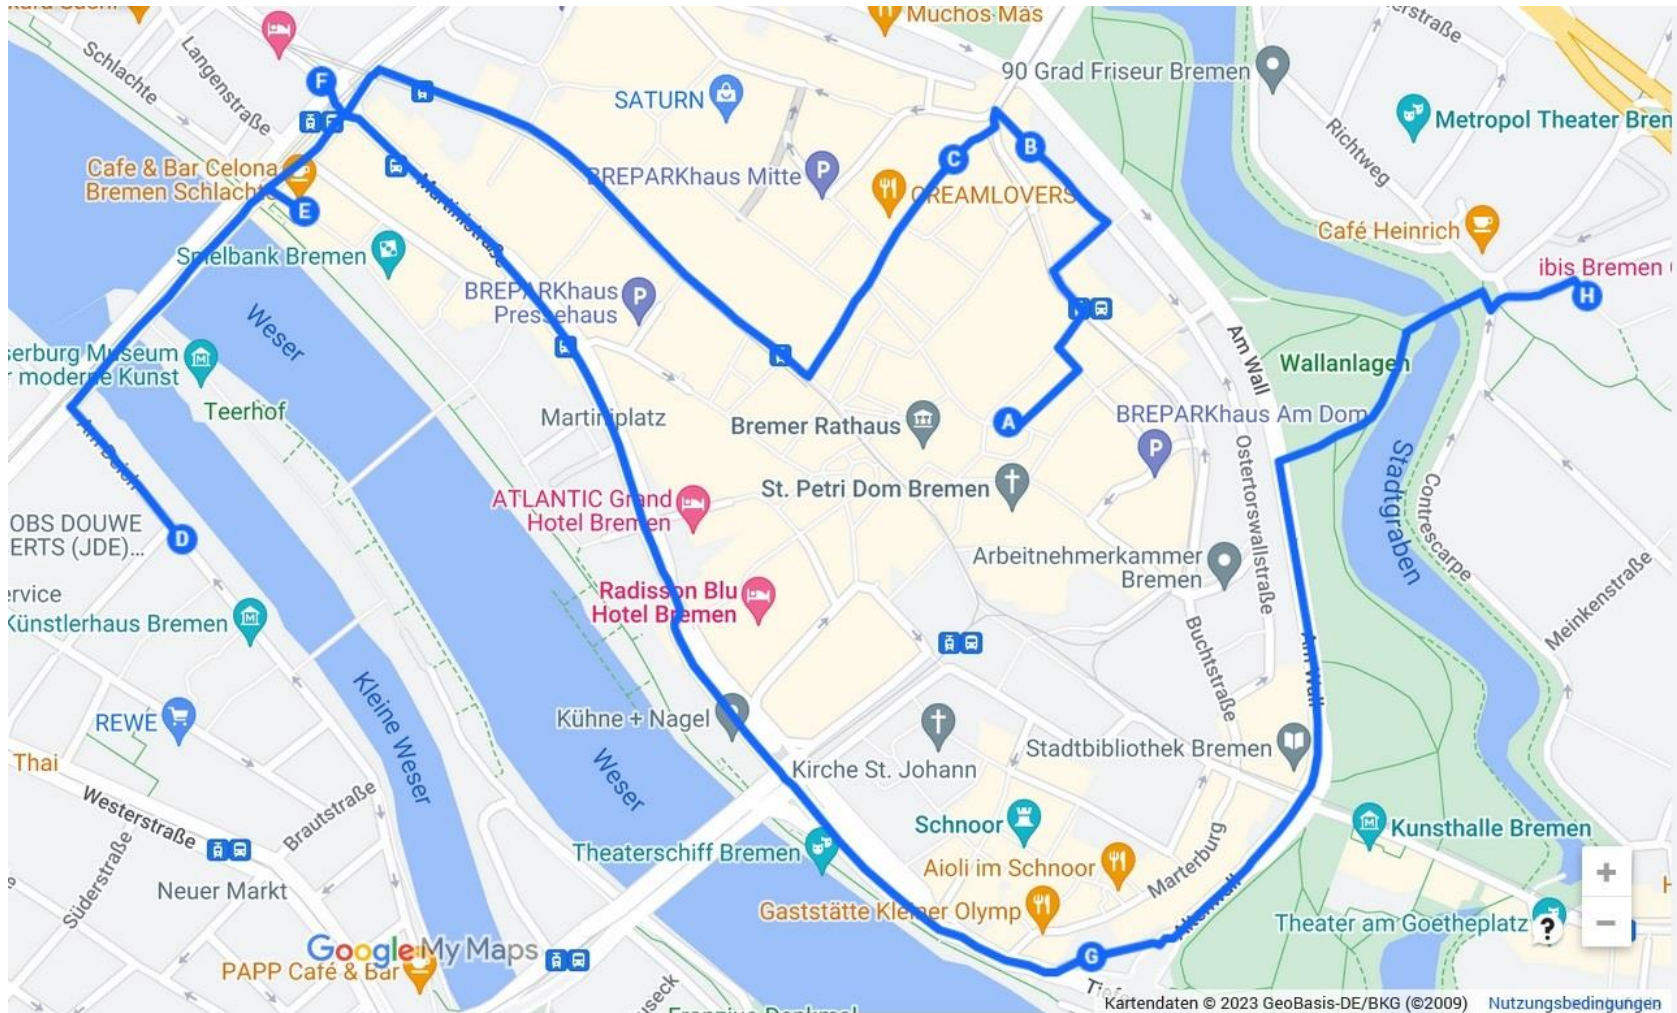 Muchos Más
Schlachte
Langenstraße
F
90 Grad Friseur Bremen
SATURN P
Metropol Theater Bren
Richtweg
B
C
Cafe & Bar Celona
Bremen Schlachte
BREPARKhaus Mitte
P
CREAMLOVERS
E
Martinistraße
Café Heinrich
Spielbank Bremen
ibis Bremen
H
BREPARKhaus
Pressehaus
P
Weser
Am Wall
serburg Museum
r moderne Kunst
Wallanlagen
Teerhof
Martiniplatz
Bremer Rathaus
A
BREPARKhaus Am Dom
P
Am Deich
Ostertorswallstraße
Stadtgraben
Contrescarpe
ATLANTIC Grand
Hotel Bremen
St. Petri Dom Bremen
OBS DOUWE
ERTS (JDE)...
D
Arbeitnehmerkammer
Bremen
ervice
Radisson Blu
Hotel Bremen
Künstlerhaus Bremen
Meinkenstraße
Buchtstraße
Am Wall
Kleine Weser
REWE
Kühne + Nagel
Stadtbibliothek Bremen
Thai
Weser
Kirche St. Johann
Westerstraße
Brautstraße
Schnoor
Kunsthalle Bremen
Theaterschiff Bremen
Aioli im Schnoor
Marterburg
Süderstraße
Neuer Markt
Gaststätte Kleiner Olymp
Altenwall
Theater am Goetheplatz
?
+
−
Google My Maps
G
PAPP Café & Bar
Kartendaten © 2023 GeoBasis-DE/BKG (©2009) Nutzungsbedingungen